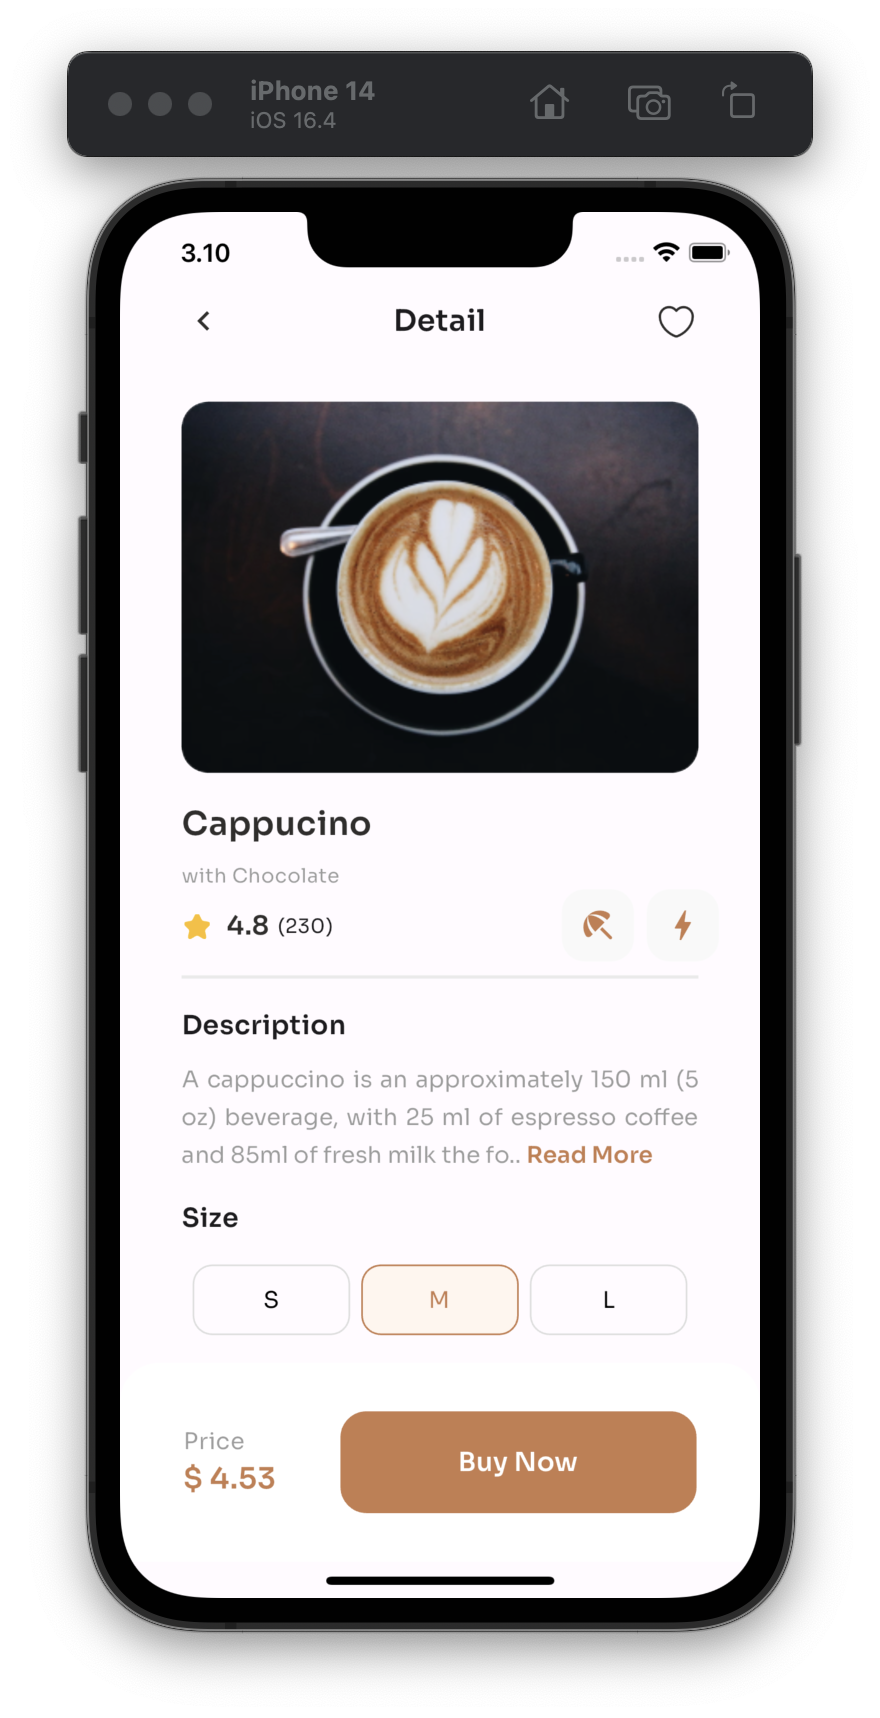 iPhone 14
iOS 16.4
3.10
Detail
Cappucino
with Chocolate
4.8 (230)
Description
A cappuccino is an approximately 150 ml (5
oz) beverage, with 25 ml of espresso coffee
and 85ml of fresh milk the fo.. Read More
Size
S M L
Price
$ 4.53
Buy Now